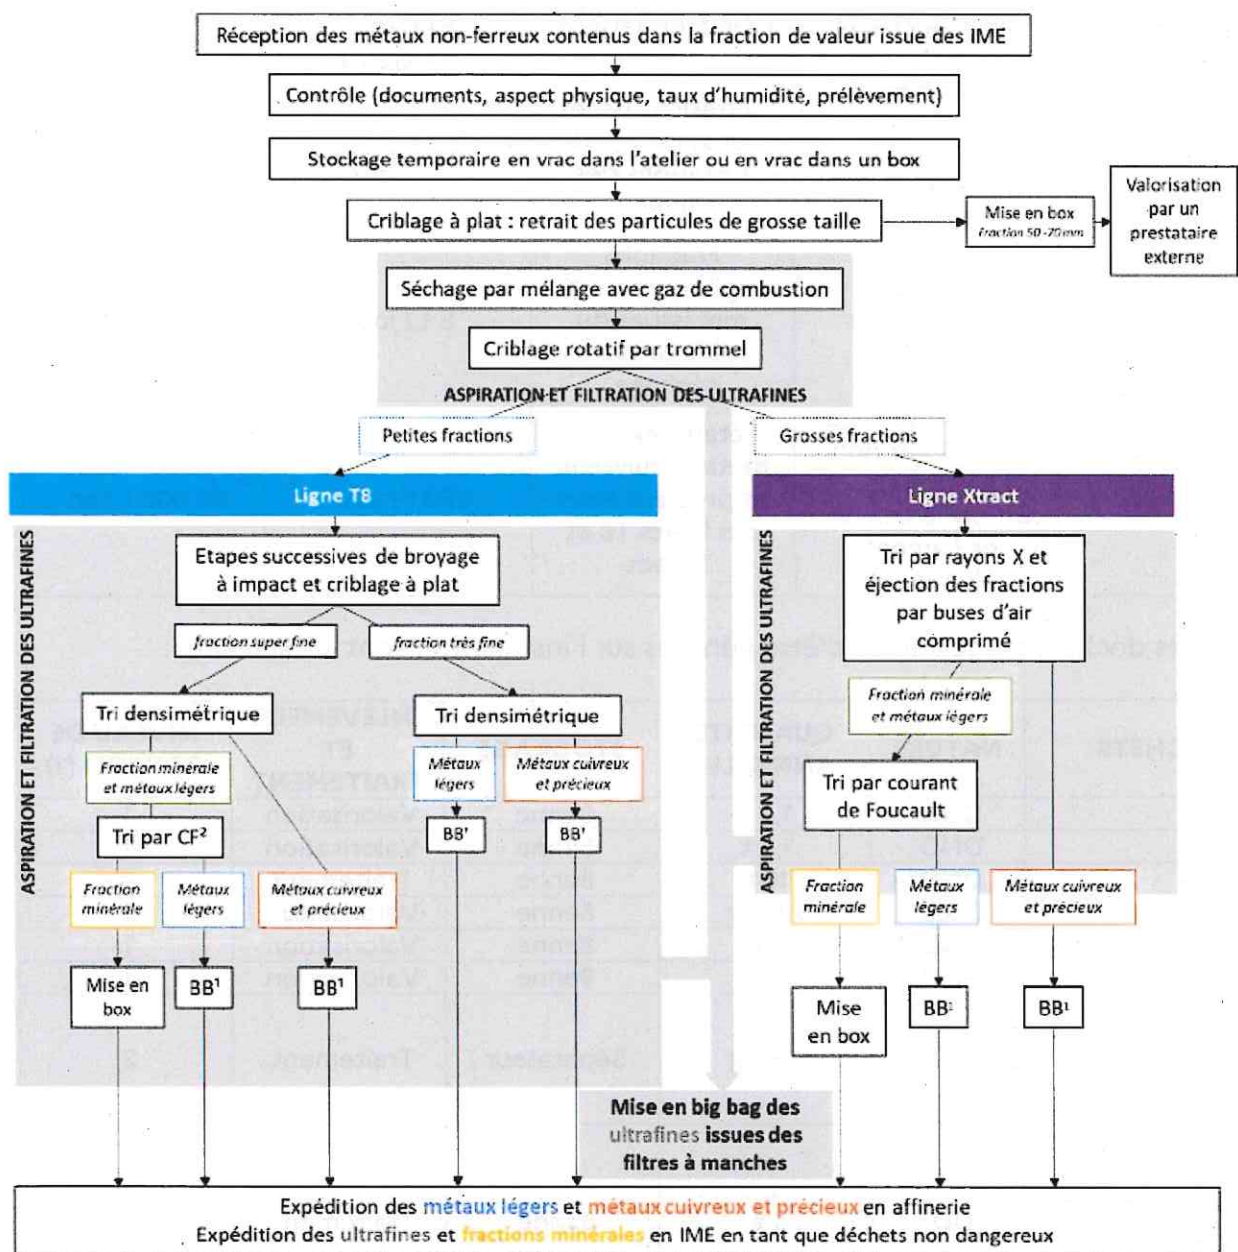 Réception des métaux non-ferreux contenus dans la fraction de valeur issue des IME
Contrôle (documents, aspect physique, taux d'humidité, prélèvement)
Stockage temporaire en vrac dans l'atelier ou en vrac dans un box
Criblage à plat : retrait des particules de grosse taille
Mise en box
Fraction 50 -70 mm
Valorisation
par un
prestataire
externe
Séchage par mélange avec gaz de combustion
Criblage rotatif par trommel
ASPIRATION ET FILTRATION DES ULTRAFINES
Petites fractions
Grosses fractions
Ligne T8
Ligne Xtract
ASPIRATION ET FILTRATION DES ULTRAFINES
Etapes successives de broyage
à impact et criblage à plat
fraction super fine
fraction très fine
Tri densimétrique
Tri densimétrique
Fraction minerale
et métaux légers
Métaux
légers
Métaux cuivreux
et précieux
Tri par CF²
BB¹
BB¹
Fraction
minérale
Métaux
légers
Métaux cuivreux
et précieux
Mise en
box
BB¹
BB¹
ASPIRATION ET FILTRATION DES ULTRAFINES
Tri par rayons X et
éjection des fractions
par buses d'air
comprimé
Fraction minérale
et métaux légers
Tri par courant
de Foucault
Fraction
minérale
Métaux
légers
Métaux cuivreux
et précieux
Mise
en box
BB¹
BB¹
Mise en big bag des
ultrafines issues des
filtres à manches
Expédition des métaux légers et métaux cuivreux et précieux en affinerie
Expédition des ultrafines et fractions minérales en IME en tant que déchets non dangereux